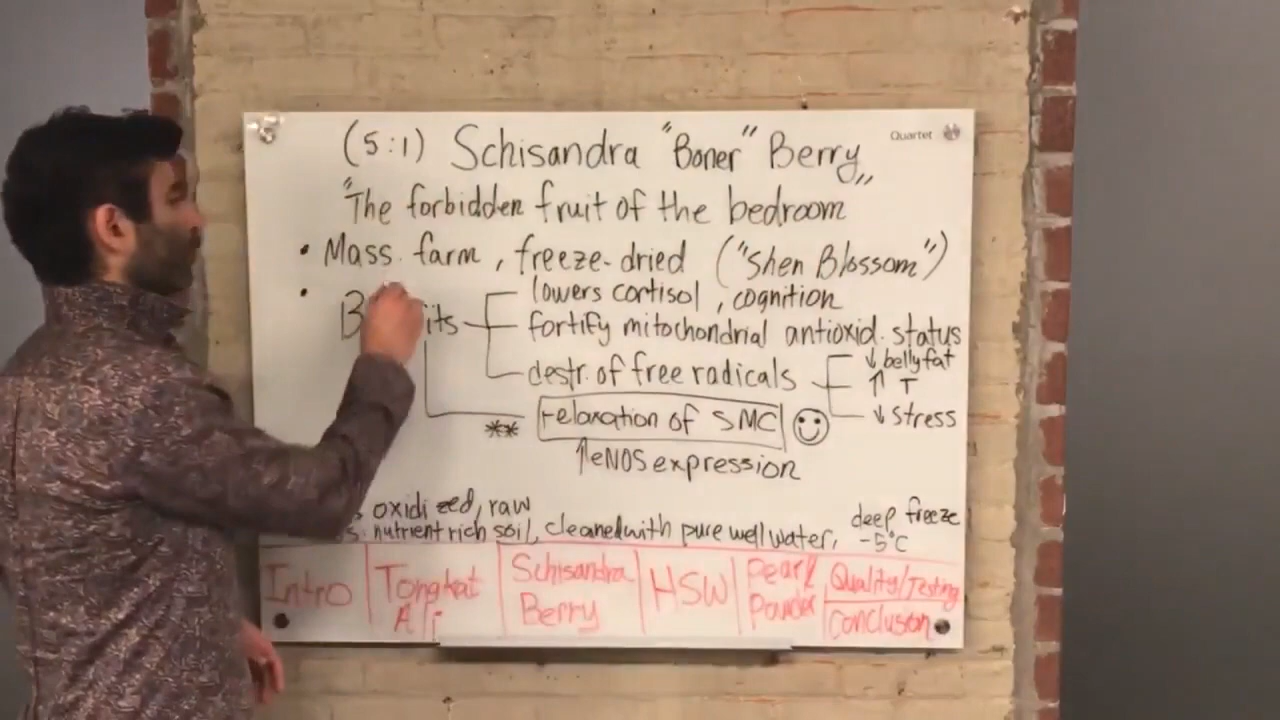 Quartet
(5:1) Schisandra "Boner" Berry
"The forbidden fruit of the bedroom"
• Mass. farm, freeze-dried ("Shen Blossom")
lowers cortisol, cognition
fortify mitochondrial antioxid. status
destr. of free radicals
↓ belly fat
↑ T
↓ stress
** relaxation of SMC
↑eNOS expression
oxidized, raw
nutrient rich soil, cleaned with pure well water, deep freeze -5°C
Intro
Tongkat Ali
Schisandra Berry
HSW
Pearl Powder
Quality/Testing
Conclusion